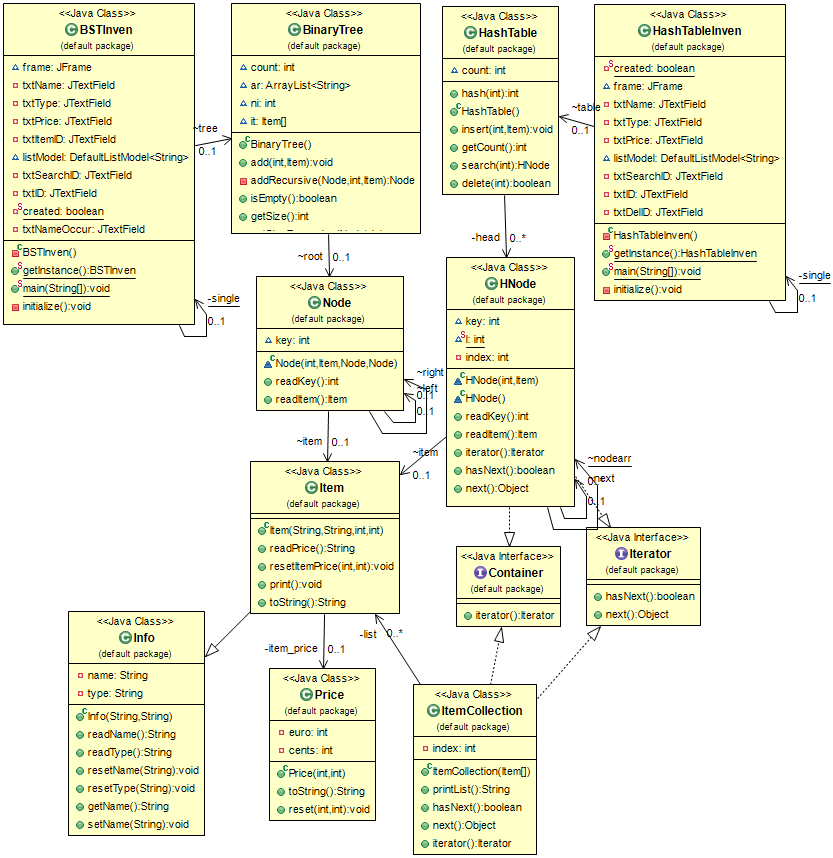 <<Java Class>>
BSTInven
(default package)
frame: JFrame
txtName: JTextField
txtType: JTextField
txtPrice: JTextField
txtItemID: JTextField
listModel: DefaultListModel<String>
txtSearchID: JTextField
txtID: JTextField
created: boolean
txtNameOccur: JTextField
BSTInven()
getInstance():BSTInven
main(String[]):void
initialize():void
-single
0..1
~tree
0..1
<<Java Class>>
BinaryTree
(default package)
count: int
ar: ArrayList<String>
ni: int
it: Item[]
BinaryTree()
add(int,Item):void
addRecursive(Node,int,Item):Node
isEmpty():boolean
getSize():int
~root
0..1
<<Java Class>>
HashTable
(default package)
count: int
hash(int):int
HashTable()
insert(int,Item):void
getCount():int
search(int):HNode
delete(int):boolean
-head
0..*
~table
0..1
<<Java Class>>
HashTableInven
(default package)
created: boolean
frame: JFrame
txtName: JTextField
txtType: JTextField
txtPrice: JTextField
listModel: DefaultListModel<String>
txtSearchID: JTextField
txtID: JTextField
txtDelID: JTextField
HashTableInven()
getInstance():HashTableInven
main(String[]):void
initialize():void
-single
0..1
<<Java Class>>
Node
(default package)
key: int
Node(int,Item,Node,Node)
readKey():int
readItem():Item
~right
~left
0..1
0..1
~item
0..1
<<Java Class>>
HNode
(default package)
key: int
I: int
index: int
HNode(int,Item)
HNode()
readKey():int
readItem():Item
iterator():Iterator
hasNext():boolean
next():Object
~item
0..1
~nodearr
~next
0..1
<<Java Class>>
Item
(default package)
Item(String,String,int,int)
readPrice():String
resetItemPrice(int,int):void
print():void
toString():String
<<Java Interface>>
Container
(default package)
iterator():Iterator
<<Java Interface>>
Iterator
(default package)
hasNext():boolean
next():Object
<<Java Class>>
Info
(default package)
name: String
type: String
Info(String,String)
readName():String
readType():String
resetName(String):void
resetType(String):void
getName():String
setName(String):void
-item_price
0..1
-list
0..*
<<Java Class>>
Price
(default package)
euro: int
cents: int
Price(int,int)
toString():String
reset(int,int):void
<<Java Class>>
ItemCollection
(default package)
index: int
ItemCollection(Item[])
printList():String
hasNext():boolean
next():Object
iterator():Iterator